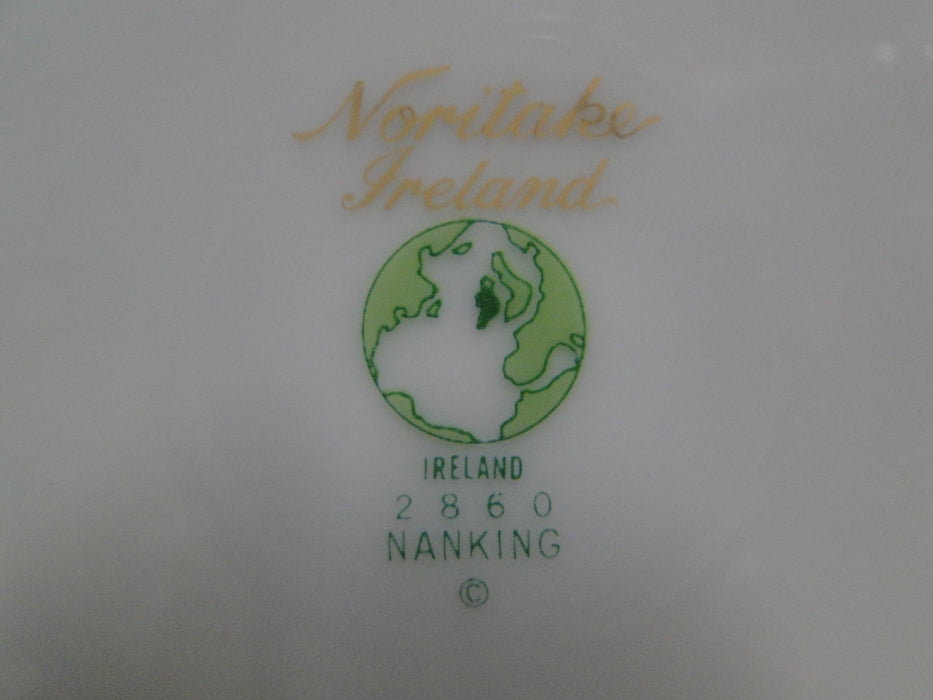 Noritake
Ireland
IRELAND
2860
NANKING
©